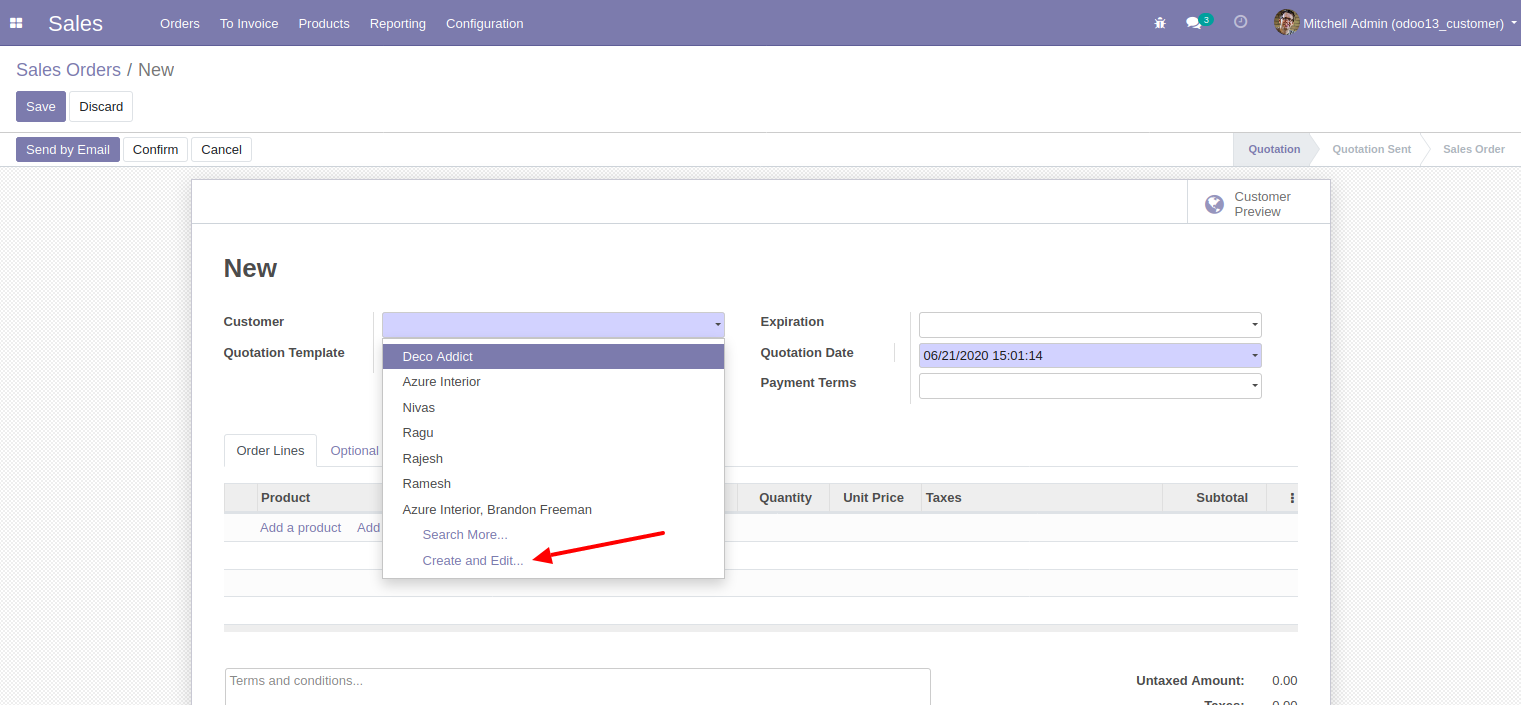 Sales Orders To Invoice Products Reporting Configuration 3 Mitchell Admin (odoo13_customer)
Sales Orders / New
Save Discard
Send by Email Confirm Cancel Quotation Quotation Sent Sales Order
Customer
Preview
New
Customer Expiration
Quotation Template Quotation Date 06/21/2020 15:01:14
Payment Terms
Deco Addict
Azure Interior
Nivas
Ragu
Rajesh
Ramesh
Azure Interior, Brandon Freeman
Search More...
Create and Edit...
Order Lines Optional
Product Quantity Unit Price Taxes Subtotal
Add a product Add
Terms and conditions...
Untaxed Amount: 0.00
Taxes: 0.00